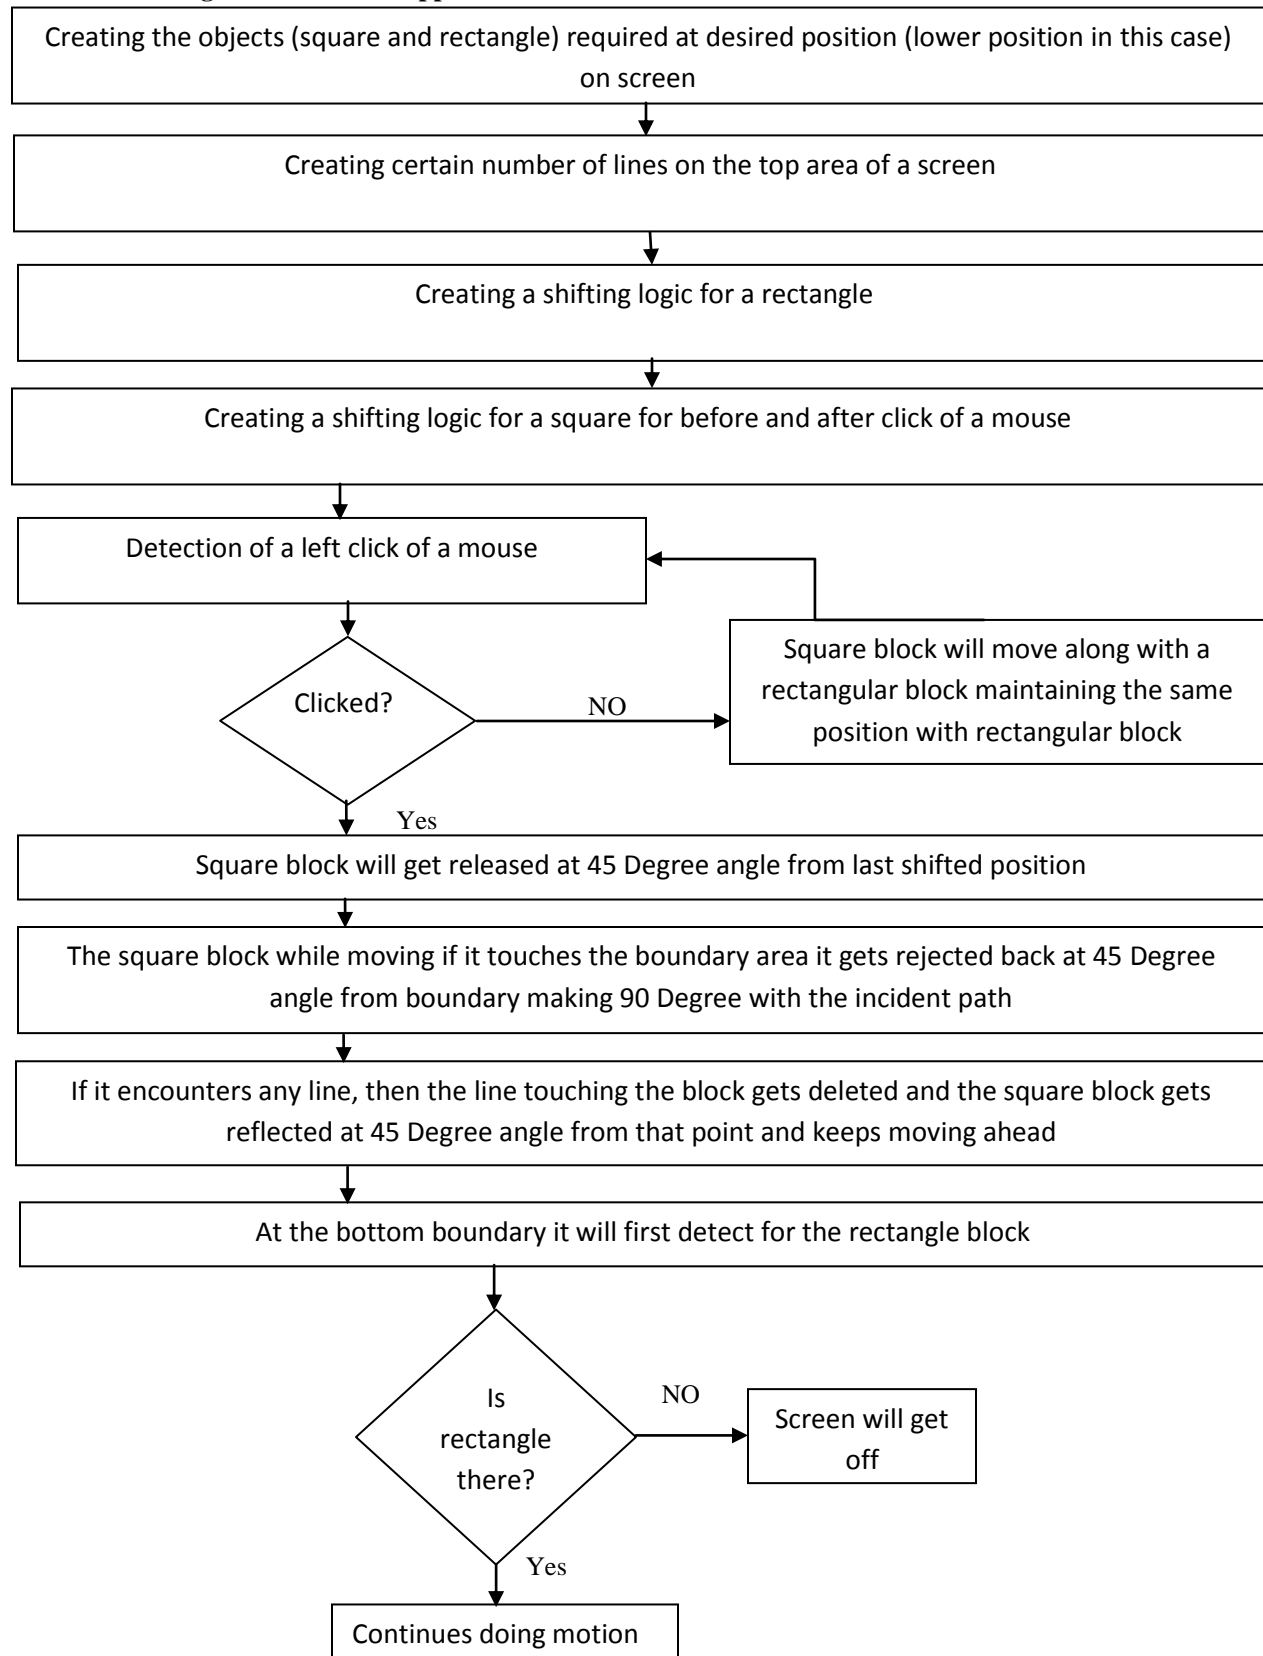 Creating the objects (square and rectangle) required at desired position (lower position in this case)
on screen
Creating certain number of lines on the top area of a screen
Creating a shifting logic for a rectangle
Creating a shifting logic for a square for before and after click of a mouse
Detection of a left click of a mouse
Square block will move along with a
rectangular block maintaining the same
position with rectangular block
Clicked?
NO
Yes
Square block will get released at 45 Degree angle from last shifted position
The square block while moving if it touches the boundary area it gets rejected back at 45 Degree
angle from boundary making 90 Degree with the incident path
If it encounters any line, then the line touching the block gets deleted and the square block gets
reflected at 45 Degree angle from that point and keeps moving ahead
At the bottom boundary it will first detect for the rectangle block
Is
rectangle
there?
NO
Screen will get
off
Yes
Continues doing motion